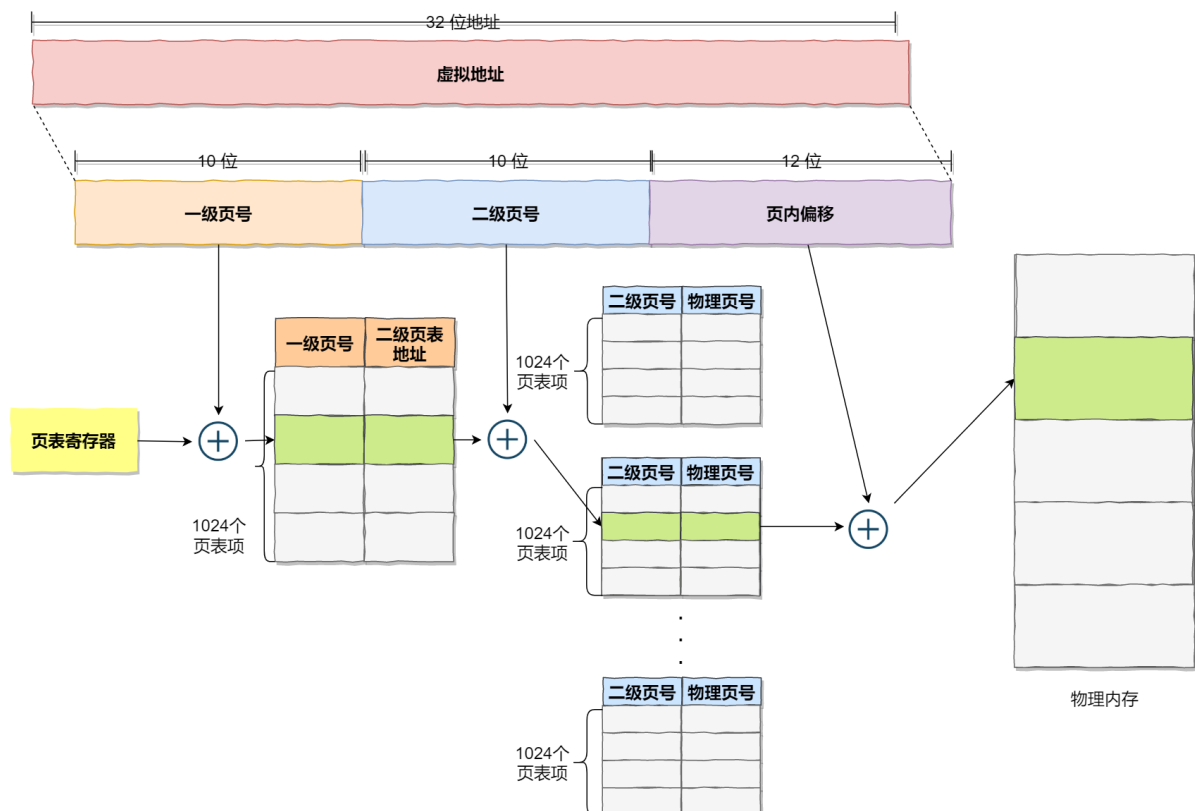 32 位地址
虚拟地址
10 位
10 位
12 位
一级页号
二级页号
页内偏移
页表寄存器
一级页号
二级页表
地址
1024个
页表项
二级页号
物理页号
1024个
页表项
二级页号
物理页号
1024个
页表项
.
.
.
二级页号
物理页号
1024个
页表项
物理内存